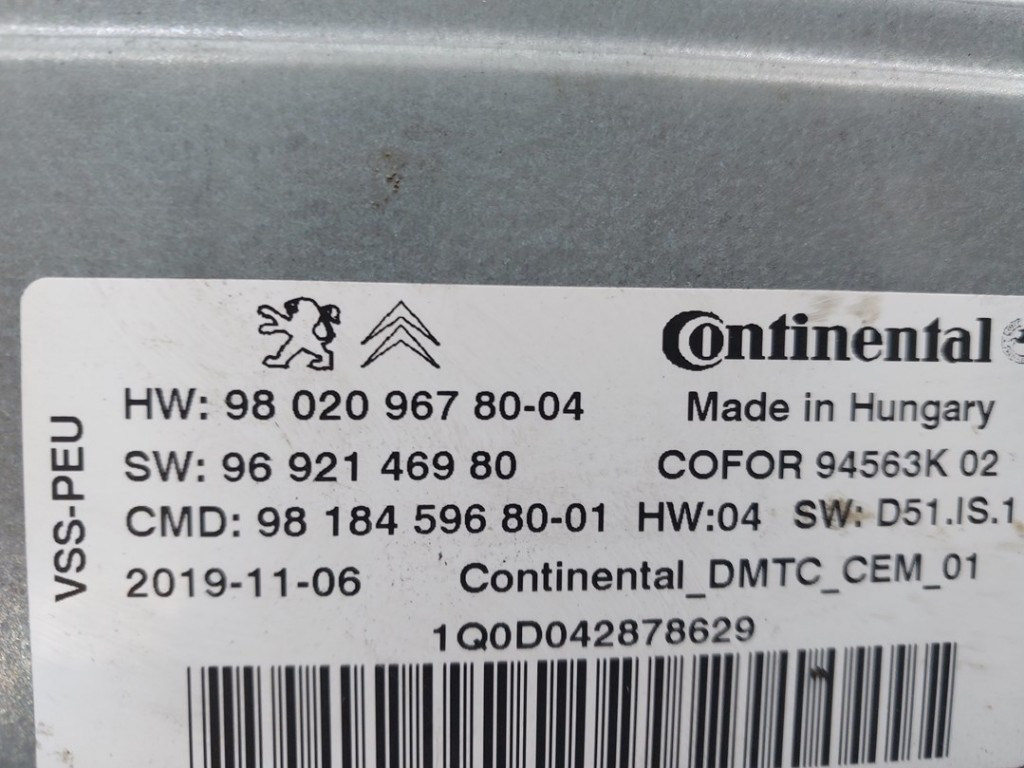 Continental
HW: 98 020 967 80-04 Made in Hungary
SW: 96 921 469 80 COFOR 94563K 02
CMD: 98 184 596 80-01 HW:04 SW: D51.IS.1
2019-11-06 Continental_DMTC_CEM_01
1Q0D042878629
VSS-PEU